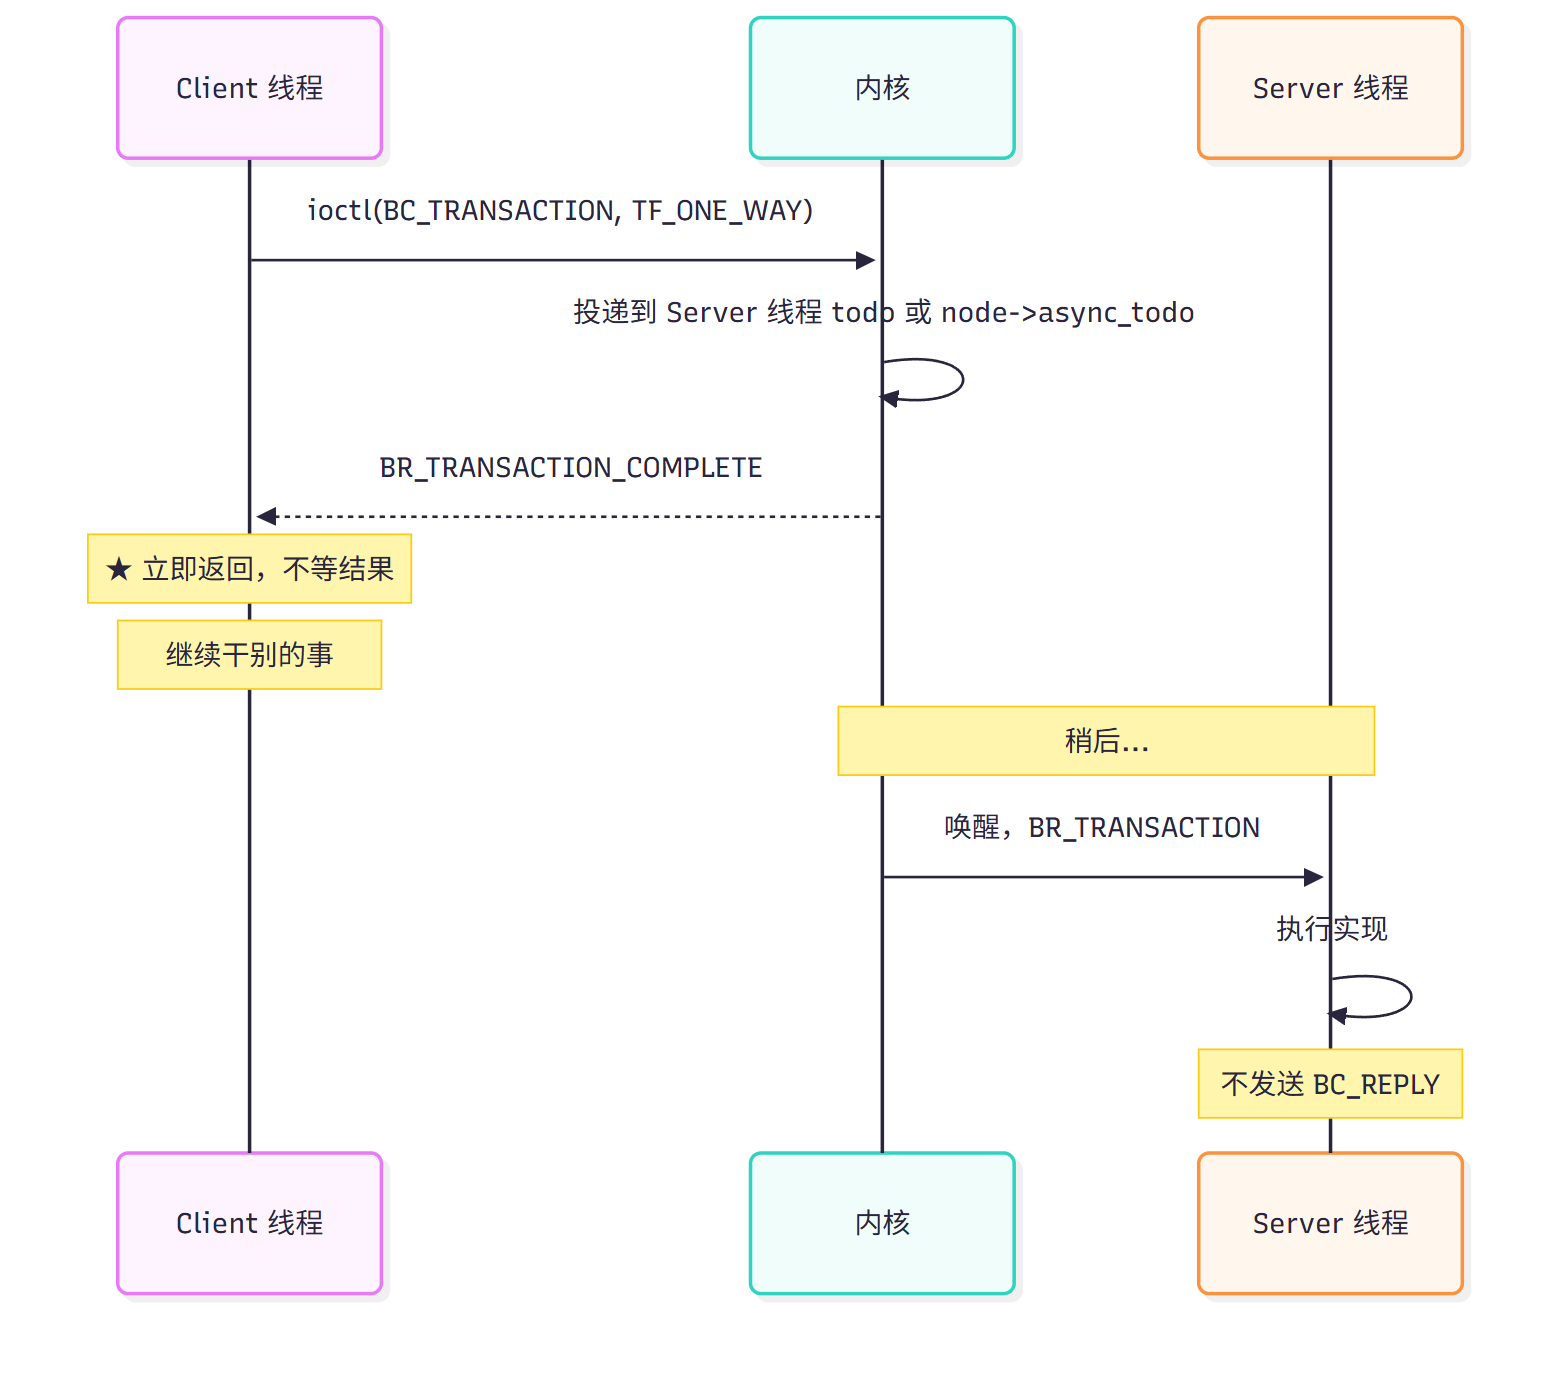 Client 线程
内核
Server 线程
ioctl(BC_TRANSACTION, TF_ONE_WAY)
投递到 Server 线程 todo 或 node->async_todo
BR_TRANSACTION_COMPLETE
★ 立即返回，不等结果
继续干别的事
稍后...
唤醒，BR_TRANSACTION
执行实现
不发送 BC_REPLY
Client 线程
内核
Server 线程